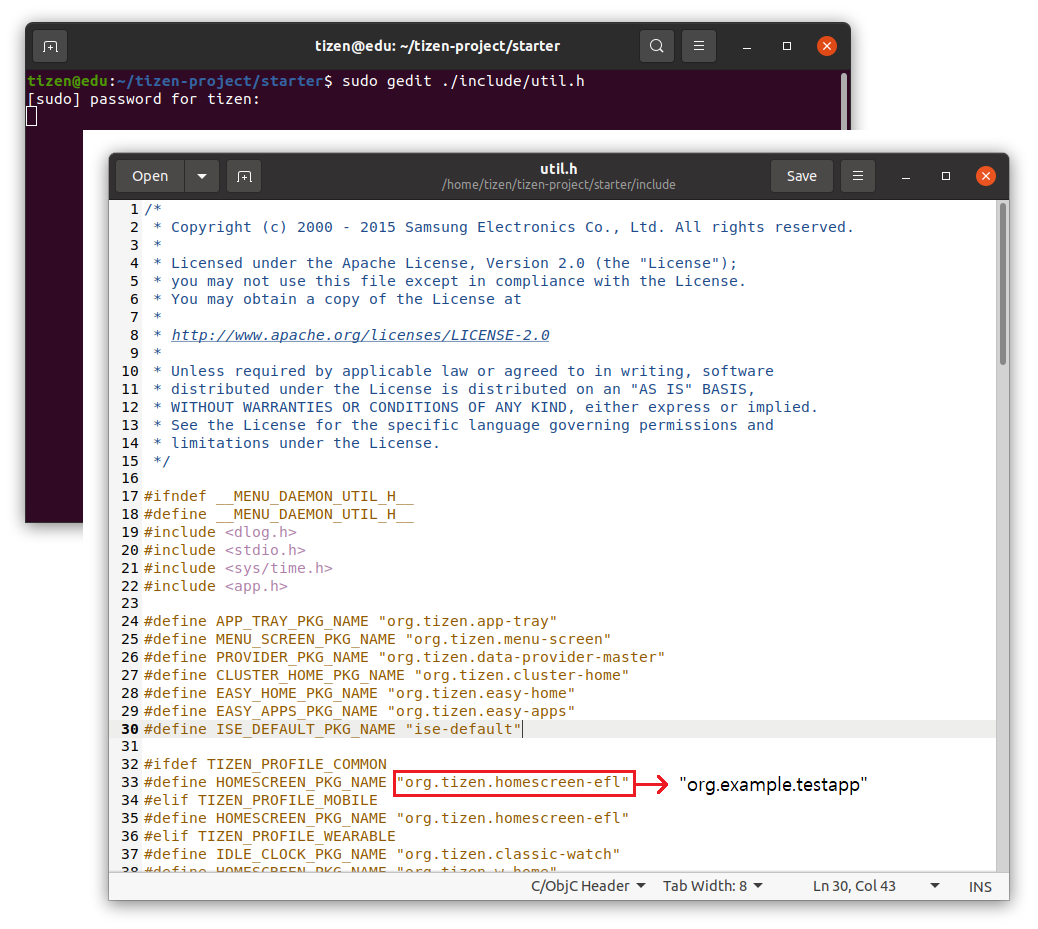 tizen@edu: ~/tizen-project/starter
tizen@edu:~/tizen-project/starter$ sudo gedit ./include/util.h
[sudo] password for tizen:
Open
util.h
/home/tizen/tizen-project/starter/include
Save
1 /*
2  * Copyright (c) 2000 - 2015 Samsung Electronics Co., Ltd. All rights reserved.
3  *
4  * Licensed under the Apache License, Version 2.0 (the "License");
5  * you may not use this file except in compliance with the License.
6  * You may obtain a copy of the License at
7  *
8  * http://www.apache.org/licenses/LICENSE-2.0
9  *
10  * Unless required by applicable law or agreed to in writing, software
11  * distributed under the License is distributed on an "AS IS" BASIS,
12  * WITHOUT WARRANTIES OR CONDITIONS OF ANY KIND, either express or implied.
13  * See the License for the specific language governing permissions and
14  * limitations under the License.
15  */
16
17 #ifndef __MENU_DAEMON_UTIL_H__
18 #define __MENU_DAEMON_UTIL_H__
19 #include <dlog.h>
20 #include <stdio.h>
21 #include <sys/time.h>
22 #include <app.h>
23
24 #define APP_TRAY_PKG_NAME "org.tizen.app-tray"
25 #define MENU_SCREEN_PKG_NAME "org.tizen.menu-screen"
26 #define PROVIDER_PKG_NAME "org.tizen.data-provider-master"
27 #define CLUSTER_HOME_PKG_NAME "org.tizen.cluster-home"
28 #define EASY_HOME_PKG_NAME "org.tizen.easy-home"
29 #define EASY_APPS_PKG_NAME "org.tizen.easy-apps"
30 #define ISE_DEFAULT_PKG_NAME "ise-default"
31
32 #ifdef TIZEN_PROFILE_COMMON
33 #define HOMESCREEN_PKG_NAME "org.tizen.homescreen-efl" "org.example.testapp"
34 #elif TIZEN_PROFILE_MOBILE
35 #define HOMESCREEN_PKG_NAME "org.tizen.homescreen-efl"
36 #elif TIZEN_PROFILE_WEARABLE
37 #define IDLE_CLOCK_PKG_NAME "org.tizen.classic-watch"
38 #define HOMESCREEN_PKG_NAME "org.tizen.w-home"
C/ObjC Header Tab Width: 8 Ln 30, Col 43 INS